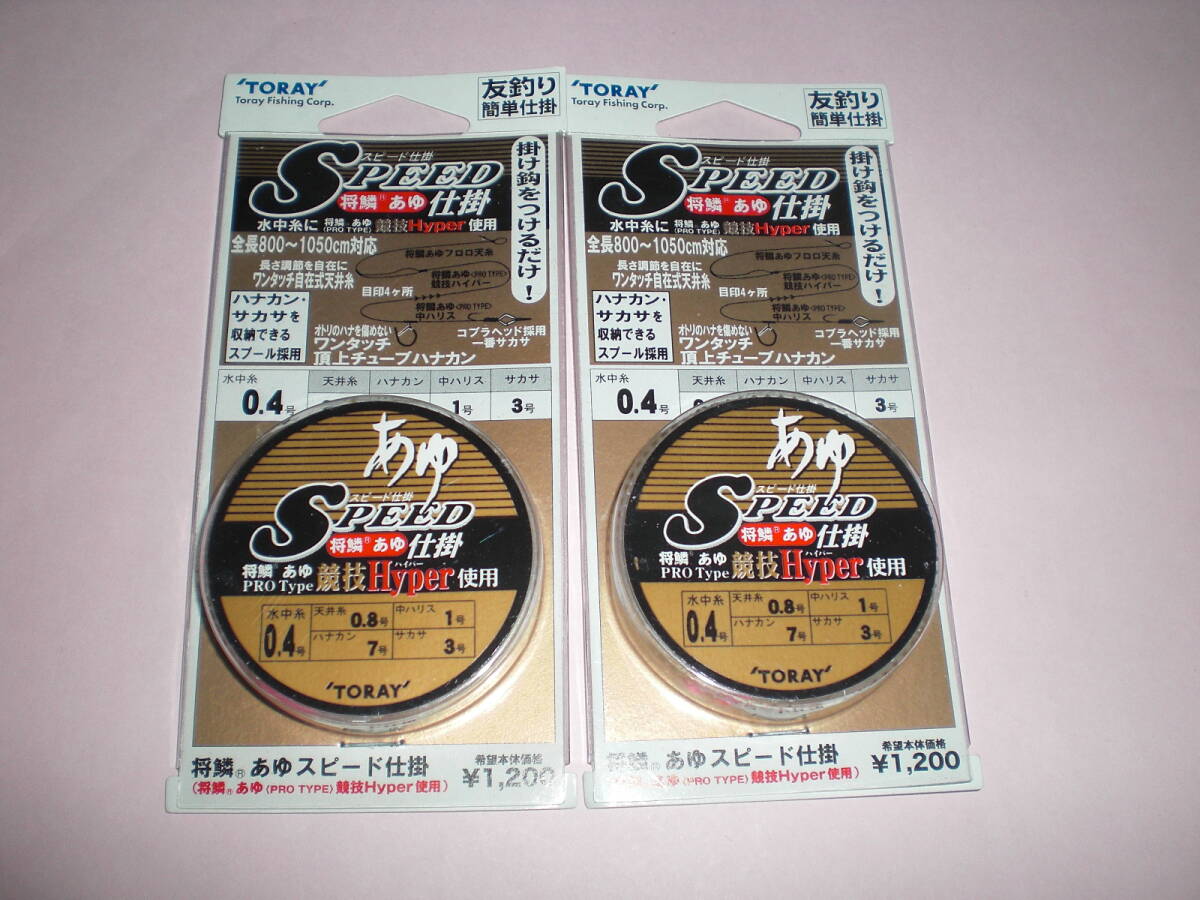 'TORAY'
Toray Fishing Corp.
友釣り
簡単仕掛
スピード仕掛
SPEED
将鱗® あゆ 仕掛
水中糸に 将鱗®あゆ (PRO TYPE) 競技Hyper使用
掛け鈎をつけるだけ!
全長800〜1050cm対応
長さ調節を自在に
ワンタッチ自在式天井糸
将鱗あゆフロロ天糸
将鱗あゆ〈PRO TYPE〉
競技ハイパー
目印4ヶ所
将鱗あゆ〈PRO TYPE〉
中ハリス
ハナカン・
サカサを
収納できる
スプール採用
オトリのハナを傷めない
ワンタッチ
頂上チューブハナカン
コブラヘッド採用
一番サカサ
水中糸 天井糸 ハナカン 中ハリス サカサ
0.4号 1号 3号
あゆ
スピード仕掛
SPEED
将鱗® あゆ 仕掛
将鱗®あゆ
PRO Type 競技Hyper使用
ハイパー
水中糸 0.4号
天井糸 0.8号
中ハリス 1号
ハナカン 7号
サカサ 3号
'TORAY'
将鱗® あゆ スピード仕掛
(将鱗® あゆ〈PRO TYPE〉競技Hyper使用)
希望本体価格
¥1,200
'TORAY'
Toray Fishing Corp.
友釣り
簡単仕掛
スピード仕掛
SPEED
将鱗® あゆ 仕掛
水中糸に 将鱗®あゆ (PRO TYPE) 競技Hyper使用
掛け鈎をつけるだけ!
全長800〜1050cm対応
長さ調節を自在に
ワンタッチ自在式天井糸
将鱗あゆフロロ天糸
将鱗あゆ〈PRO TYPE〉
競技ハイパー
目印4ヶ所
将鱗あゆ〈PRO TYPE〉
中ハリス
ハナカン・
サカサを
収納できる
スプール採用
オトリのハナを傷めない
ワンタッチ
頂上チューブハナカン
コブラヘッド採用
一番サカサ
水中糸 天井糸 ハナカン 中ハリス サカサ
0.4号 3号
あゆ
スピード仕掛
SPEED
将鱗® あゆ 仕掛
将鱗®あゆ
PRO Type 競技Hyper使用
ハイパー
水中糸 0.4号
天井糸 0.8号
中ハリス 1号
ハナカン 7号
サカサ 3号
'TORAY'
将鱗® あゆ スピード仕掛
あゆ〈PRO TYPE〉競技Hyper使用)
希望本体価格
¥1,200